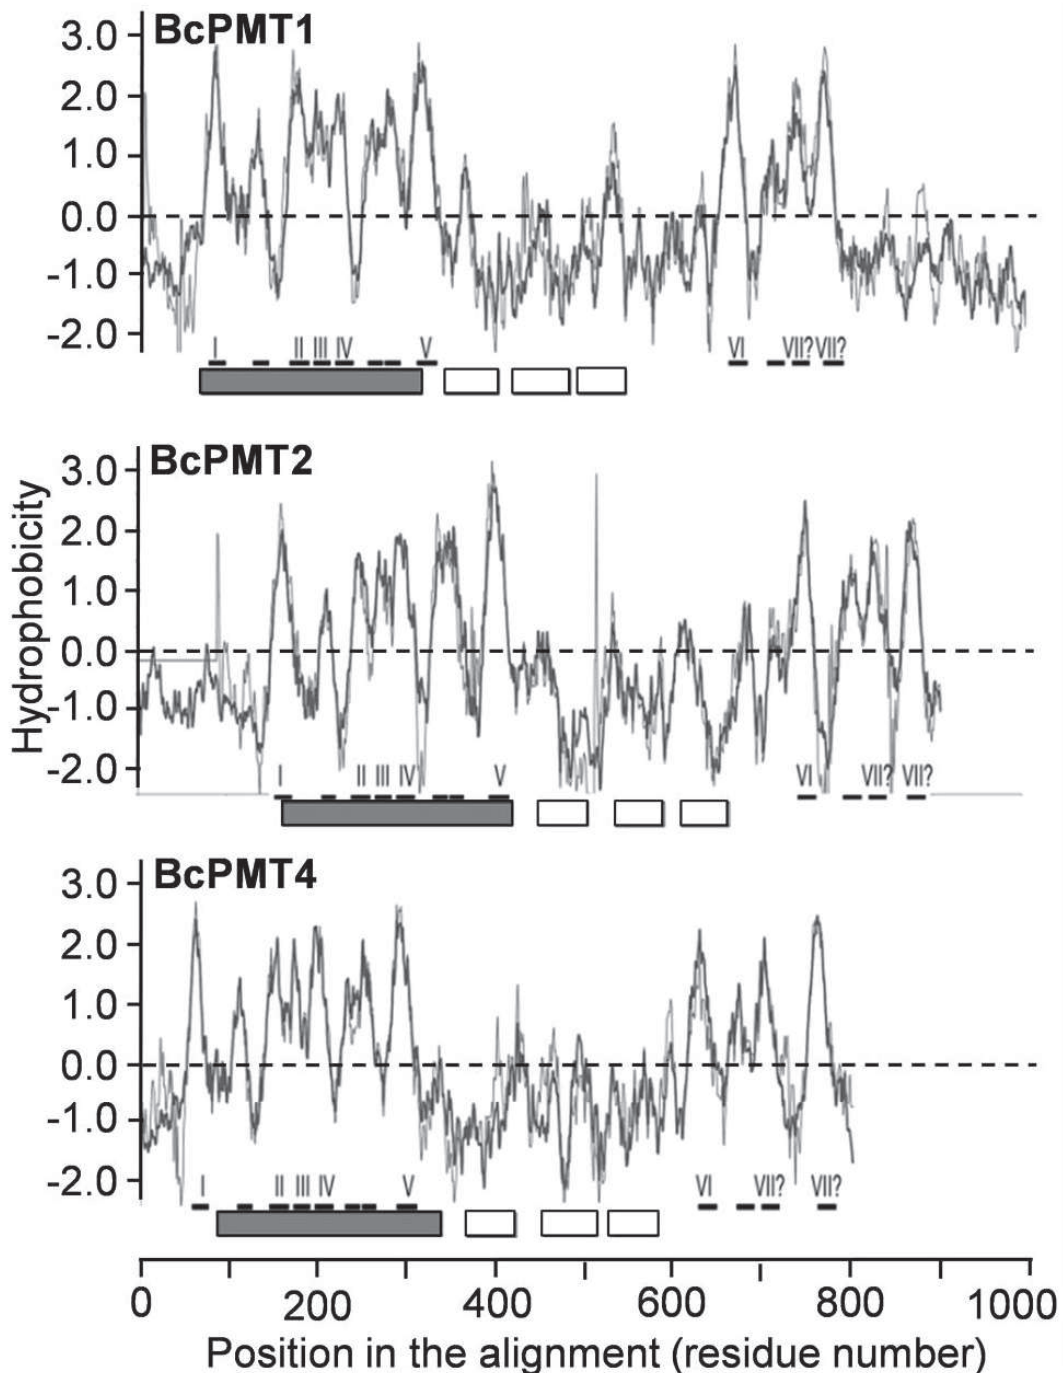 BcPMT1
3.0
2.0
1.0
0.0
-1.0
-2.0
I II III IV V VI VII? VII?
Hydrophobicity
BcPMT2
3.0
2.0
1.0
0.0
-1.0
-2.0
I II III IV V VI VII? VII?
BcPMT4
3.0
2.0
1.0
0.0
-1.0
-2.0
I II III IV V VI VII? VII?
0 200 400 600 800 1000
Position in the alignment (residue number)